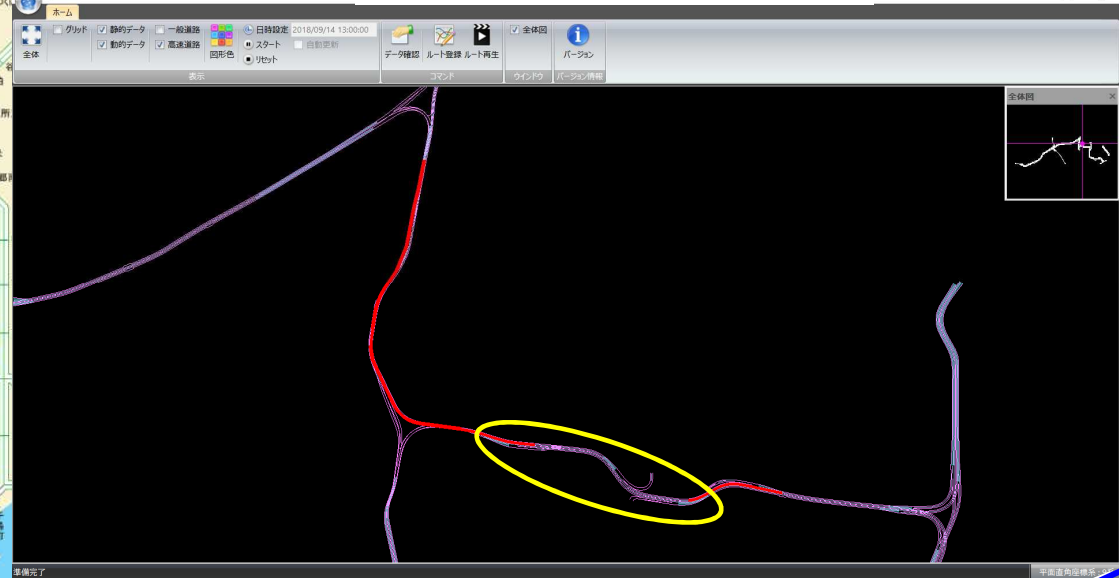 ホーム
全体
グリッド
静的データ
動的データ
一般道路
高速道路
図形色
日時設定 2018/09/14 13:00:00
スタート 自動更新
リセット
表示
データ確認
ルート登録
ルート再生
コマンド
全体図
ウインドウ
バージョン
バージョン情報
全体図
準備完了
平面直角座標系